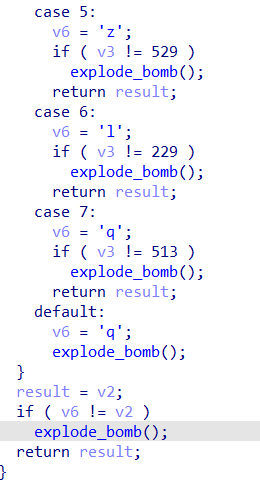 case 5:
v6 = 'z';
if ( v3 != 529 )
explode_bomb();
return result;
case 6:
v6 = 'l';
if ( v3 != 229 )
explode_bomb();
return result;
case 7:
v6 = 'q';
if ( v3 != 513 )
explode_bomb();
return result;
default:
v6 = 'q';
explode_bomb();
}
result = v2;
if ( v6 != v2 )
explode_bomb();
return result;
}